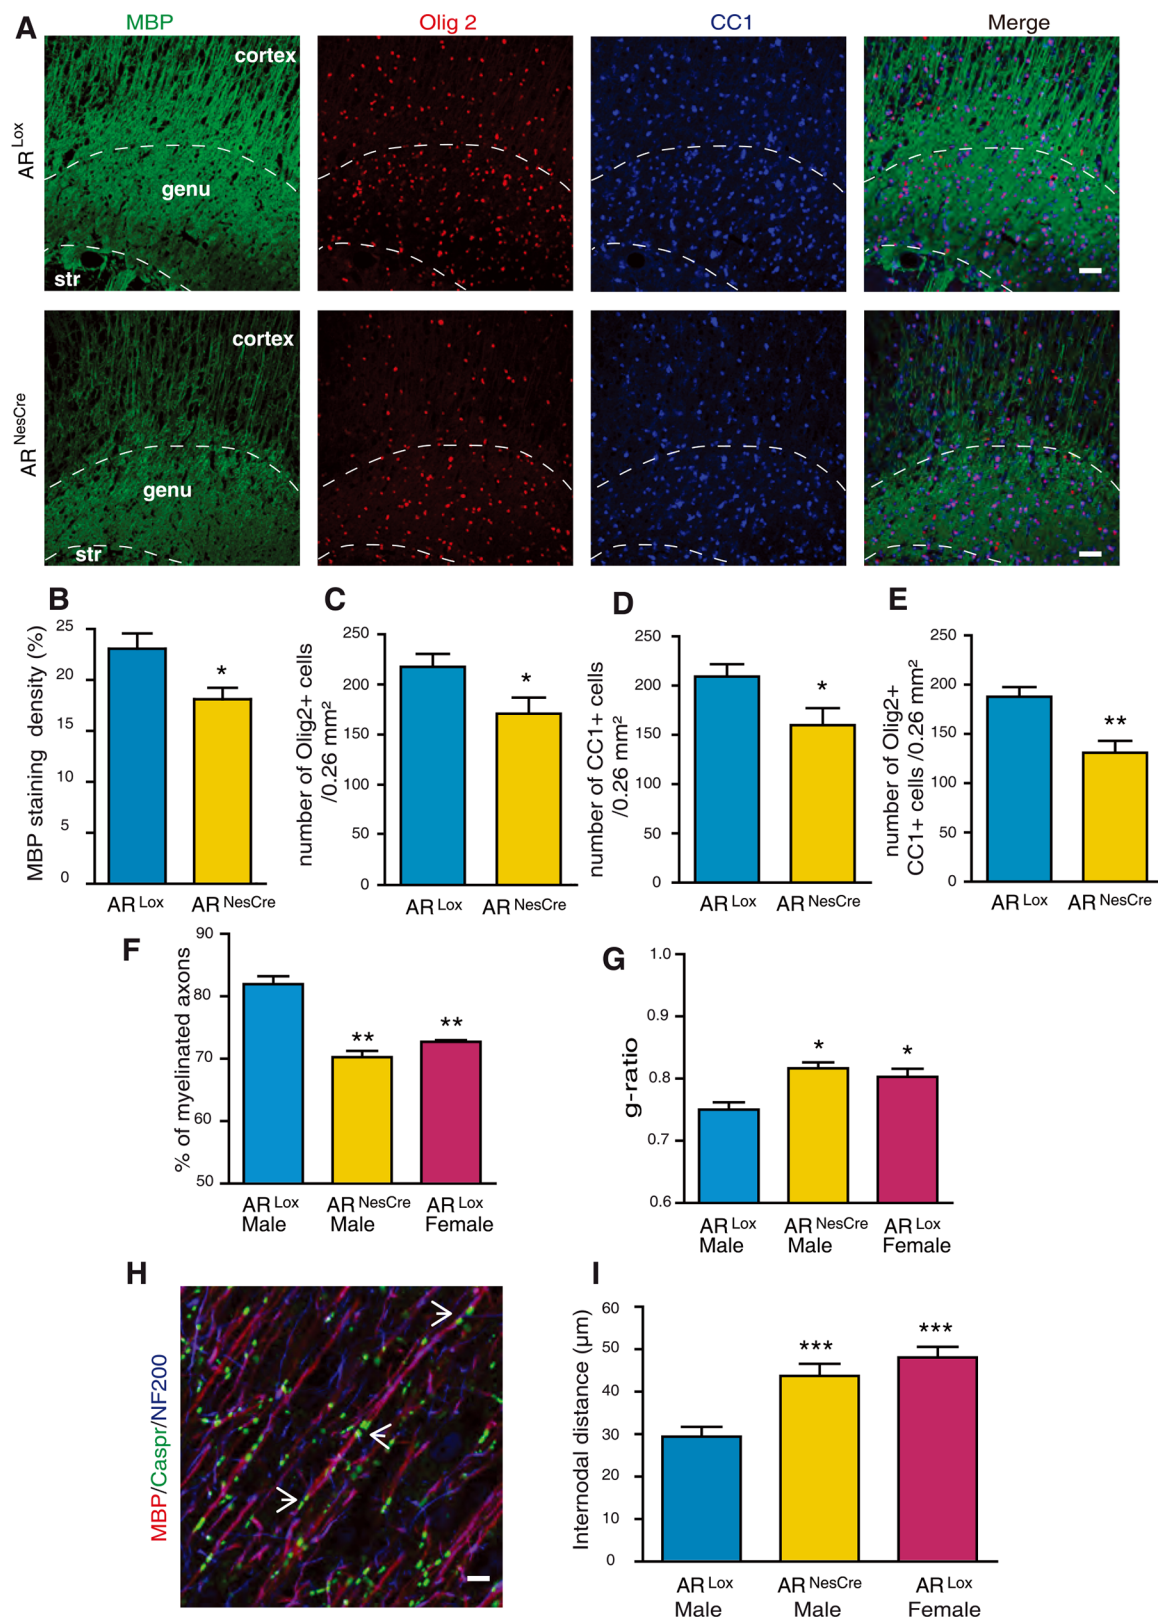 A
MBP
Olig 2
CC1
Merge
AR Lox
cortex
genu
str
AR NesCre
cortex
genu
str
B
MBP staining density (%)
25
20
15
10
5
0
*
AR Lox
AR NesCre
C
number of Olig2+ cells
/0.26 mm²
250
200
150
100
50
0
*
AR Lox
AR NesCre
D
number of CC1+ cells
/0.26 mm²
250
200
150
100
50
0
*
AR Lox
AR NesCre
E
number of Olig2+
CC1+ cells /0.26 mm²
250
200
150
100
50
0
**
AR Lox
AR NesCre
F
% of myelinated axons
90
80
70
60
50
**
**
AR Lox
Male
AR NesCre
Male
AR Lox
Female
G
g-ratio
1.0
0.9
0.8
0.7
0.6
*
*
AR Lox
Male
AR NesCre
Male
AR Lox
Female
H
MBP/Caspr/NF200
I
Internodal distance (µm)
60
50
40
30
20
10
0
***
***
AR Lox
Male
AR NesCre
Male
AR Lox
Female